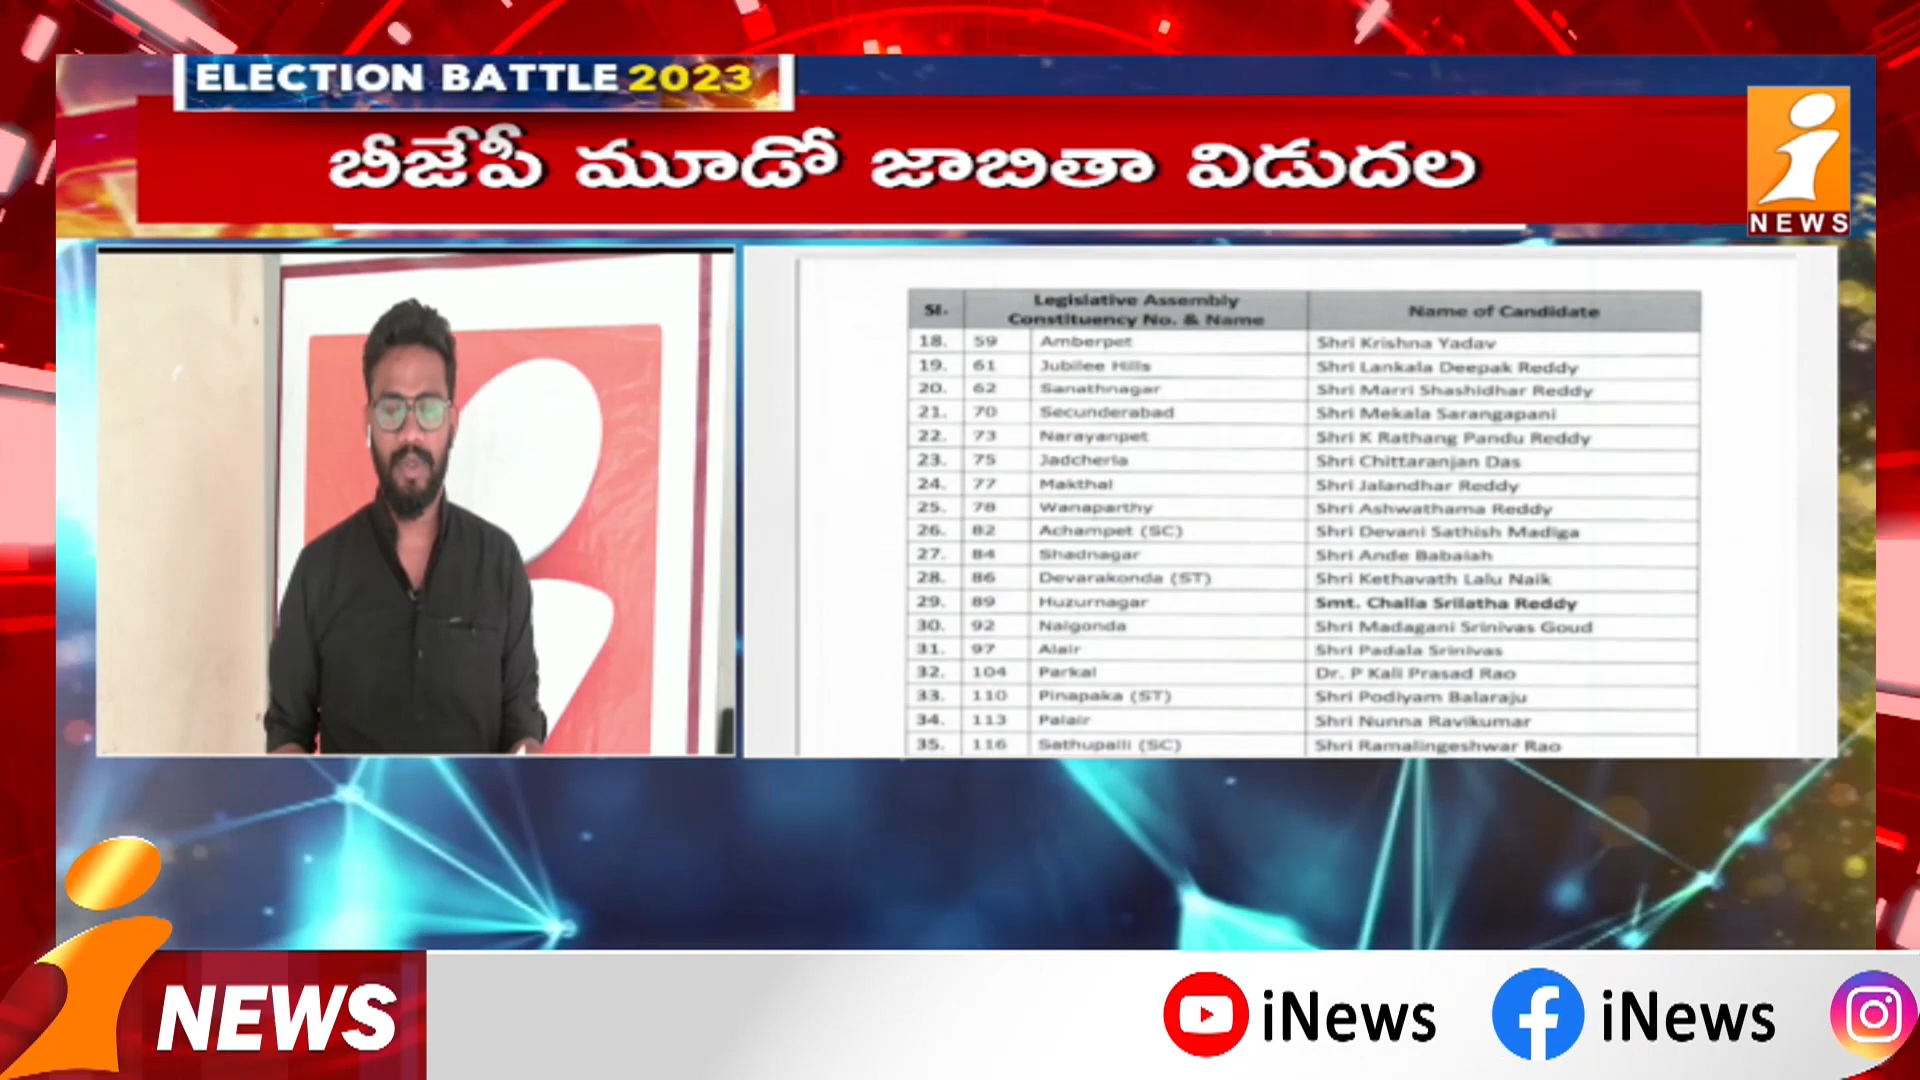 ELECTION BATTLE 2023
బీజేపీ మూడో జాబితా విడుదల
NEWS
Sl. Legislative Assembly Constituency No. & Name Name of Candidate
18. 59 Amberpet Shri Krishna Yadav
19. 61 Jubilee Hills Shri Lankala Deepak Reddy
20. 62 Sanathnagar Shri Marri Shashidhar Reddy
21. 70 Secunderabad Shri Mekala Sarangapani
22. 73 Narayanpet Shri K Rathang Pandu Reddy
23. 75 Jadcherla Shri Chittaranjan Das
24. 77 Makthal Shri Jalandhar Reddy
25. 78 Wanaparthy Shri Ashwathama Reddy
26. 82 Achampet (SC) Shri Devani Sathish Madiga
27. 84 Shadnagar Shri Ande Babaiah
28. 86 Devarakonda (ST) Shri Kethavath Lalu Naik
29. 89 Huzurnagar Smt. Challa Srilatha Reddy
30. 92 Nalgonda Shri Madagani Srinivas Goud
31. 97 Alair Shri Padala Srinivas
32. 104 Parkal Dr. P Kali Prasad Rao
33. 110 Pinapaka (ST) Shri Podiyam Balaraju
34. 113 Palair Shri Nunna Ravikumar
35. 116 Sathupalli (SC) Shri Ramalingeshwar Rao
NEWS
iNews iNews